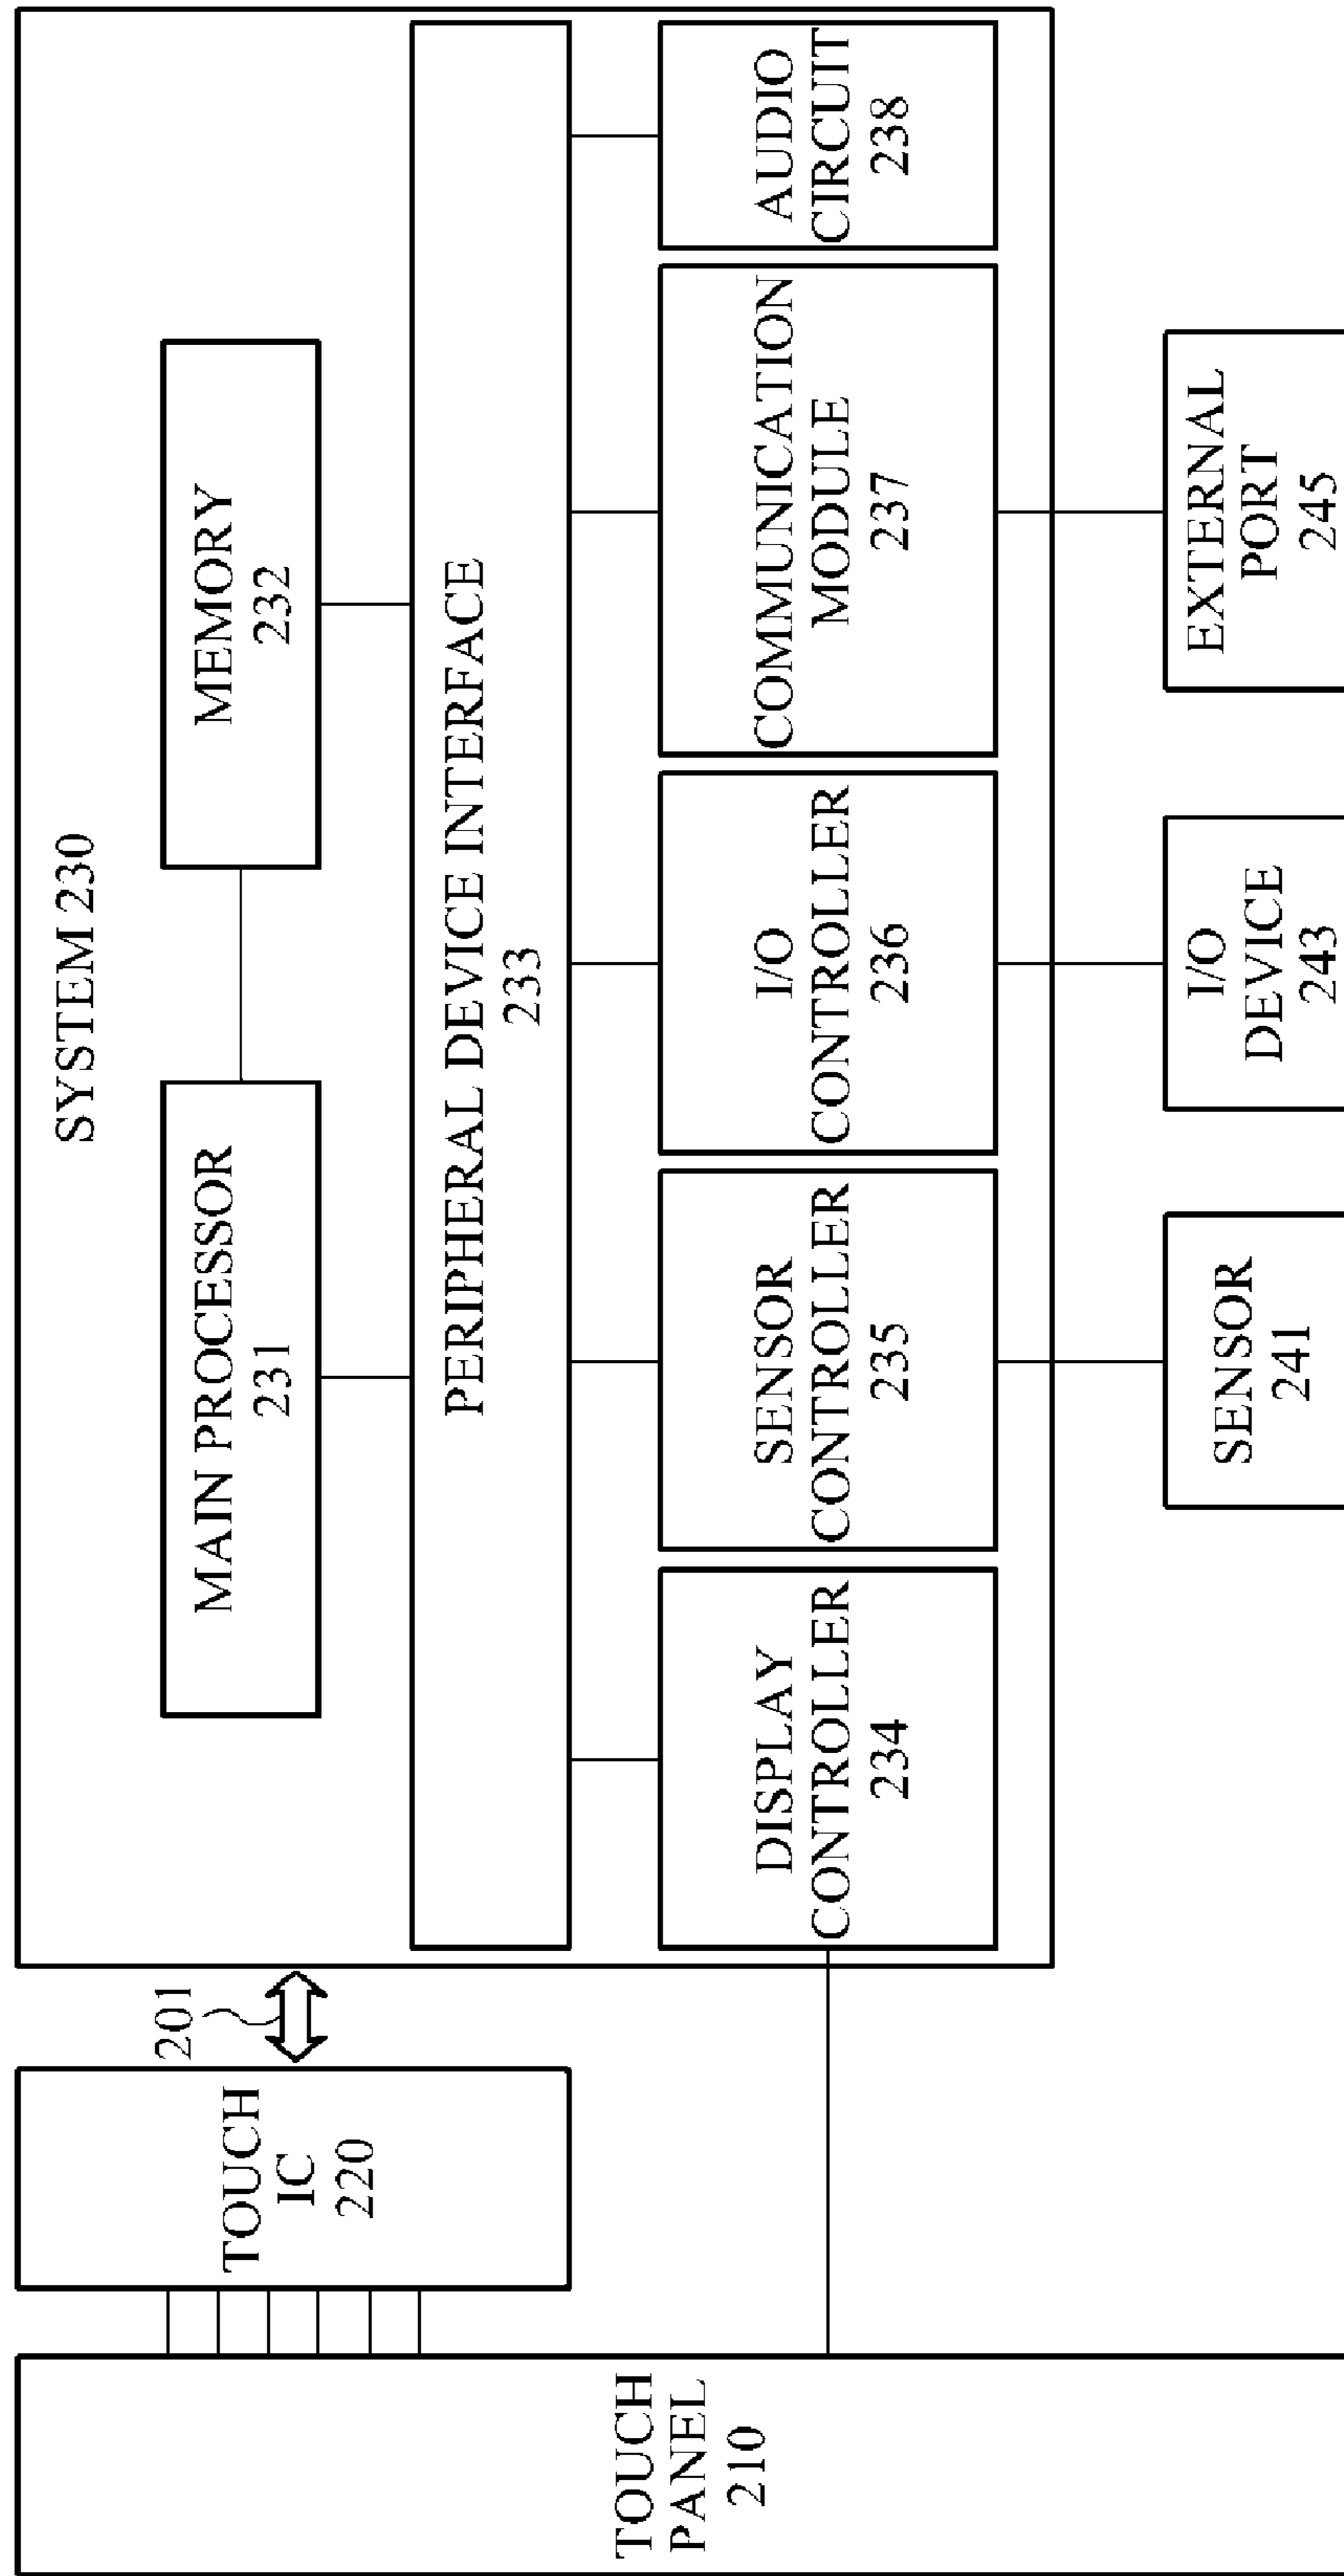 SYSTEM 230
MAIN PROCESSOR
231
MEMORY
232
PERIPHERAL DEVICE INTERFACE
233
DISPLAY
CONTROLLER
234
SENSOR
CONTROLLER
235
I/O
CONTROLLER
236
COMMUNICATION
MODULE
237
AUDIO
CIRCUIT
238
201
TOUCH
IC
220
TOUCH
PANEL
210
SENSOR
241
I/O
DEVICE
243
EXTERNAL
PORT
245